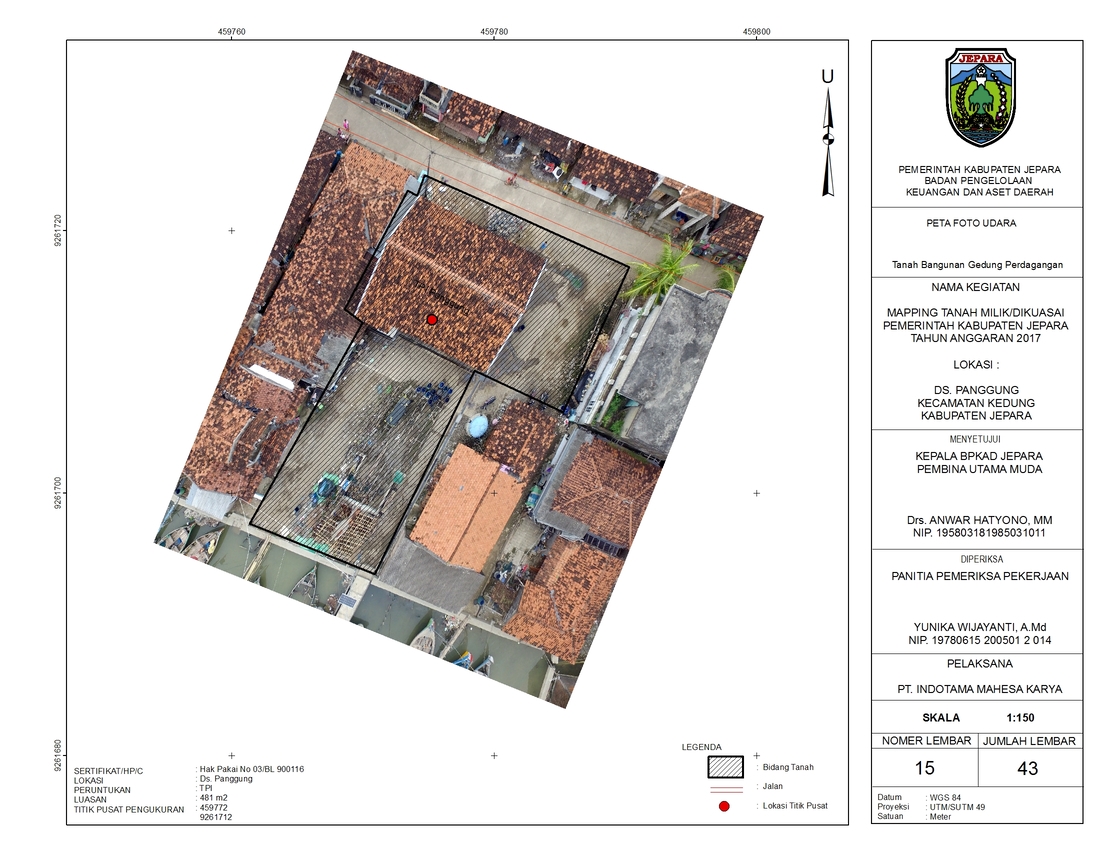 459760
459780
459800
9261720
9261700
9261680
U
SERTIFIKAT/HP/C : Hak Pakai No 03/BL 900116
LOKASI : Ds. Panggung
PERUNTUKAN : TPI
LUASAN : 481 m2
TITIK PUSAT PENGUKURAN : 459772
9261712
LEGENDA
: Bidang Tanah
: Jalan
: Lokasi Titik Pusat
JEPARA
PEMERINTAH KABUPATEN JEPARA
BADAN PENGELOLAAN
KEUANGAN DAN ASET DAERAH
PETA FOTO UDARA
Tanah Bangunan Gedung Perdagangan
NAMA KEGIATAN
MAPPING TANAH MILIK/DIKUASAI
PEMERINTAH KABUPATEN JEPARA
TAHUN ANGGARAN 2017
LOKASI :
DS. PANGGUNG
KECAMATAN KEDUNG
KABUPATEN JEPARA
MENYETUJUI
KEPALA BPKAD JEPARA
PEMBINA UTAMA MUDA
Drs. ANWAR HATYONO, MM
NIP. 195803181985031011
DIPERIKSA
PANITIA PEMERIKSA PEKERJAAN
YUNIKA WIJAYANTI, A.Md
NIP. 19780615 200501 2 014
PELAKSANA
PT. INDOTAMA MAHESA KARYA
SKALA 1:150
NOMER LEMBAR JUMLAH LEMBAR
15 43
Datum : WGS 84
Proyeksi : UTM/SUTM 49
Satuan : Meter